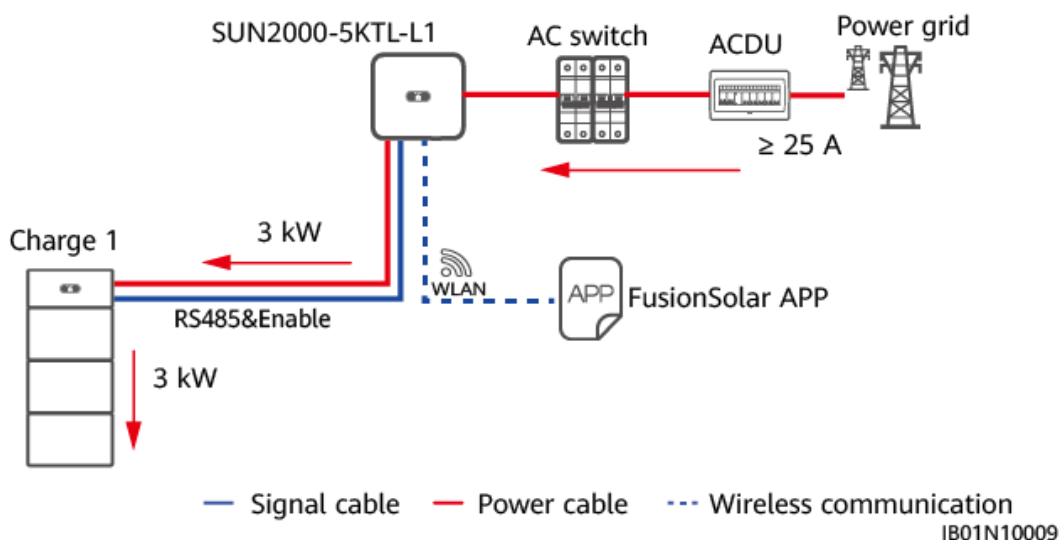 SUN2000-5KTL-L1
AC switch
ACDU
Power grid
≥ 25 A
Charge 1
3 kW
WLAN
APP
FusionSolar APP
RS485&Enable
3 kW
Signal cable
Power cable
Wireless communication
IB01N10009